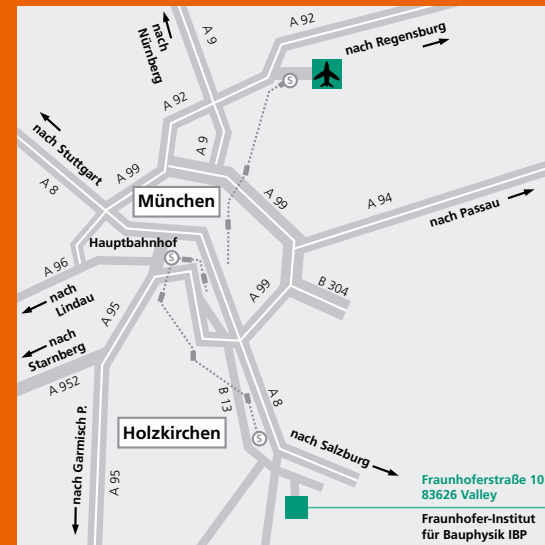 A 92
nach Regensburg
A 9
nach
Nürnberg
S
A 92
nach Stuttgart
A 9
A 99
A 8
München
A 99
A 94
nach Passau
Hauptbahnhof
S
A 96
nach
Lindau
A 99
B 304
A 95
nach
Starnberg
A 952
B 13
A 8
Holzkirchen
S
nach Salzburg
nach Garmisch P.
A 95
Fraunhoferstraße 10
83626 Valley
Fraunhofer-Institut
für Bauphysik IBP